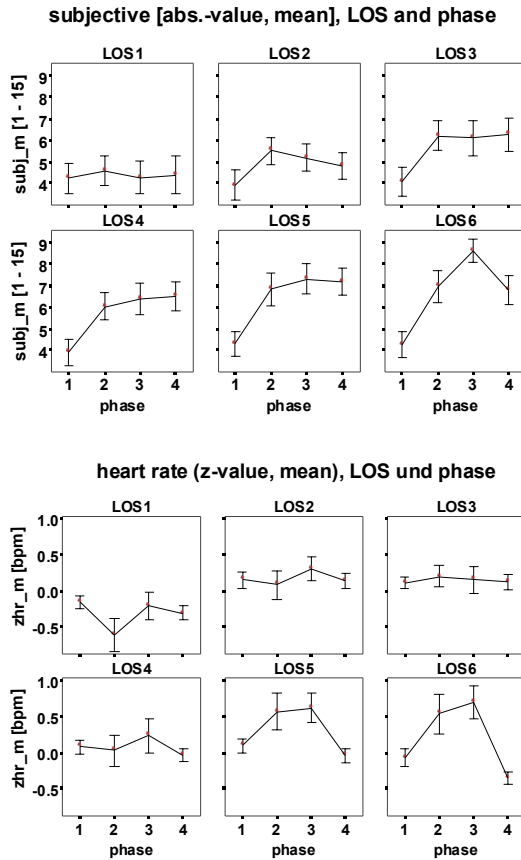 subjective [abs.-value, mean], LOS and phase
LOS1 LOS2 LOS3
subj_m [1 - 15]
9
8
7
6
5
4
LOS4 LOS5 LOS6
subj_m [1 - 15]
9
8
7
6
5
4
1 2 3 4 1 2 3 4 1 2 3 4
phase phase phase
heart rate (z-value, mean), LOS und phase
LOS1 LOS2 LOS3
zhr_m [bpm]
1.0
0.5
0.0
-0.5
LOS4 LOS5 LOS6
zhr_m [bpm]
1.0
0.5
0.0
-0.5
1 2 3 4 1 2 3 4 1 2 3 4
phase phase phase